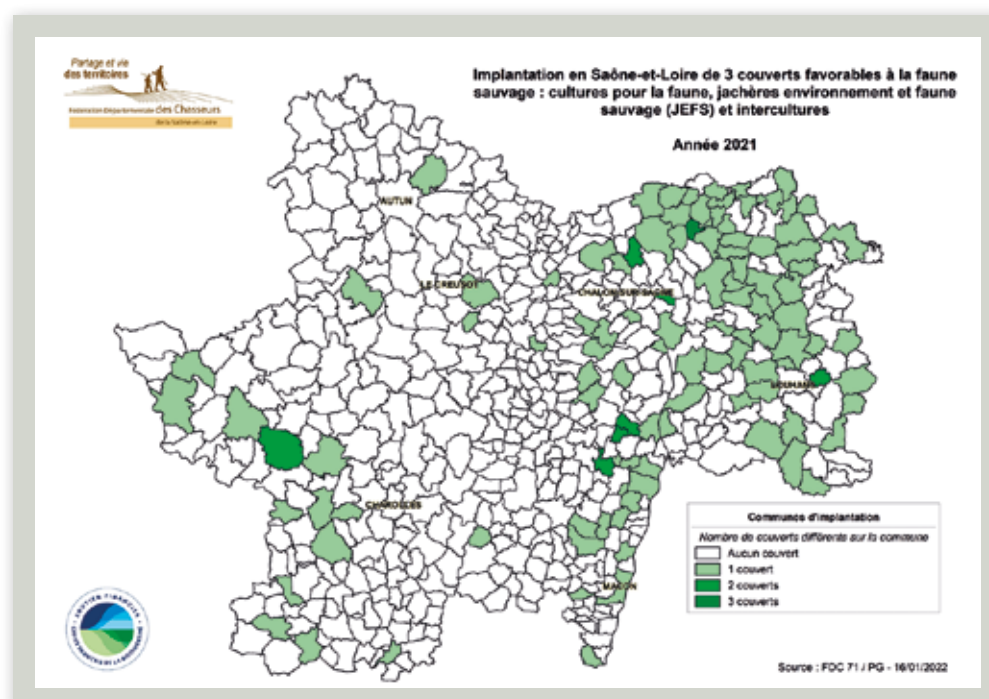 Partage et vie
des territoires
Fédération Départementale des Chasseurs
de la Saône-et-Loire
Implantation en Saône-et-Loire de 3 couverts favorables à la faune
sauvage : cultures pour la faune, jachères environnement et faune
sauvage (JEFS) et intercultures
Année 2021
AUTUN
LE CREUSOT
CHALON-SUR-SAONE
LOUHANS
CHAROLLES
MACON
Communes d'implantation
Nombre de couverts différents sur la commune
Aucun couvert
1 couvert
2 couverts
3 couverts
SOUTIEN FINANCIER
Source : FDC 71 / PG - 16/01/2022